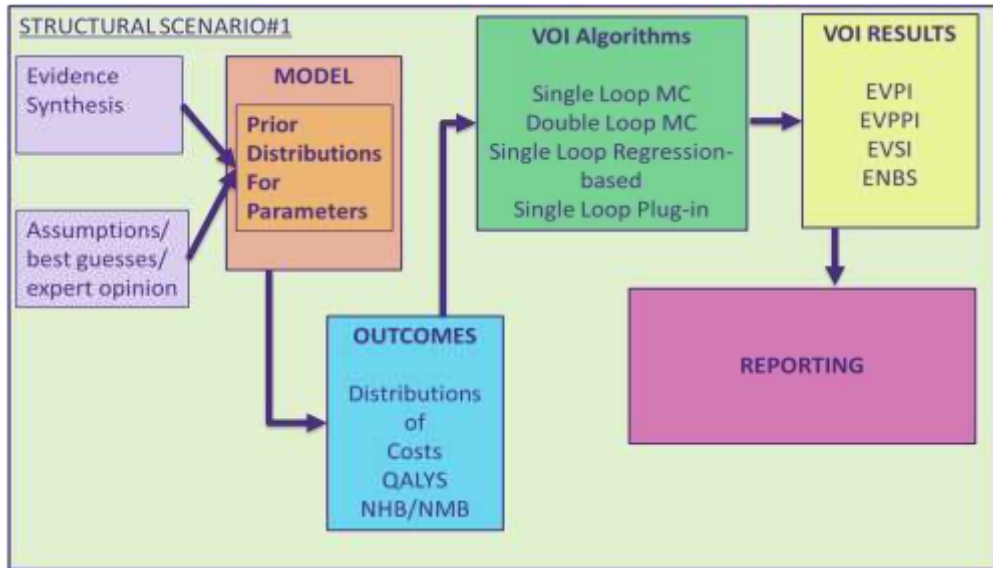 STRUCTURAL SCENARIO#1
Evidence
Synthesis
Assumptions/
best guesses/
expert opinion
MODEL
Prior
Distributions
For
Parameters
OUTCOMES
Distributions
of
Costs
QALYS
NHB/NMB
VOI Algorithms
Single Loop MC
Double Loop MC
Single Loop Regression-
based
Single Loop Plug-in
VOI RESULTS
EVPI
EVPPI
EVSI
ENBS
REPORTING